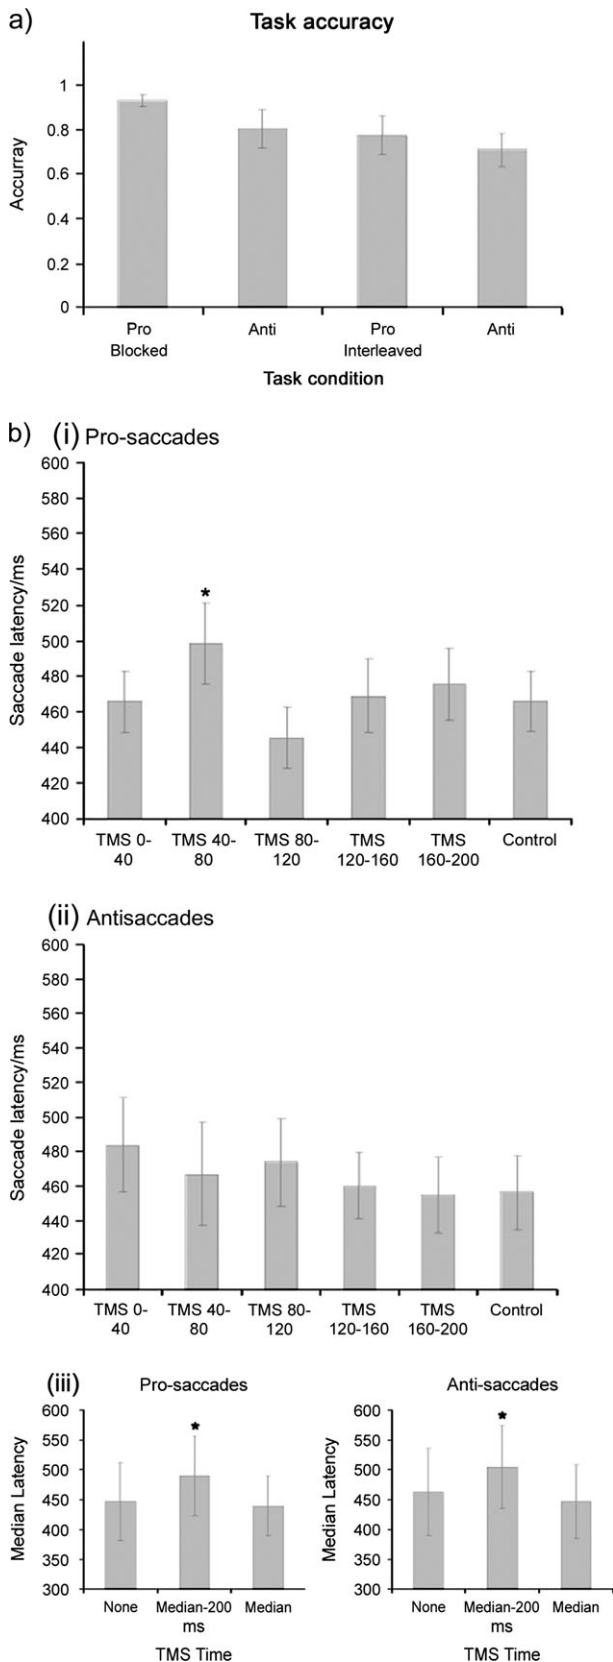 a)
Task accuracy
Accurray
1
0.8
0.6
0.4
0.2
0
Pro
Blocked
Anti
Pro
Interleaved
Anti
Task condition
b)
(i) Pro-saccades
Saccade latency/ms
600
580
560
540
520
500
480
460
440
420
400
*
TMS 0-
40
TMS 40-
80
TMS 80-
120
TMS
120-160
TMS
160-200
Control
(ii) Antisaccades
Saccade latency/ms
600
580
560
540
520
500
480
460
440
420
400
TMS 0-
40
TMS 40-
80
TMS 80-
120
TMS
120-160
TMS
160-200
Control
(iii)
Pro-saccades
Median Latency
600
550
500
450
400
350
300
*
None
Median-200
ms
Median
TMS Time
Anti-saccades
Median Latency
600
550
500
450
400
350
300
*
None
Median-200
ms
Median
TMS Time